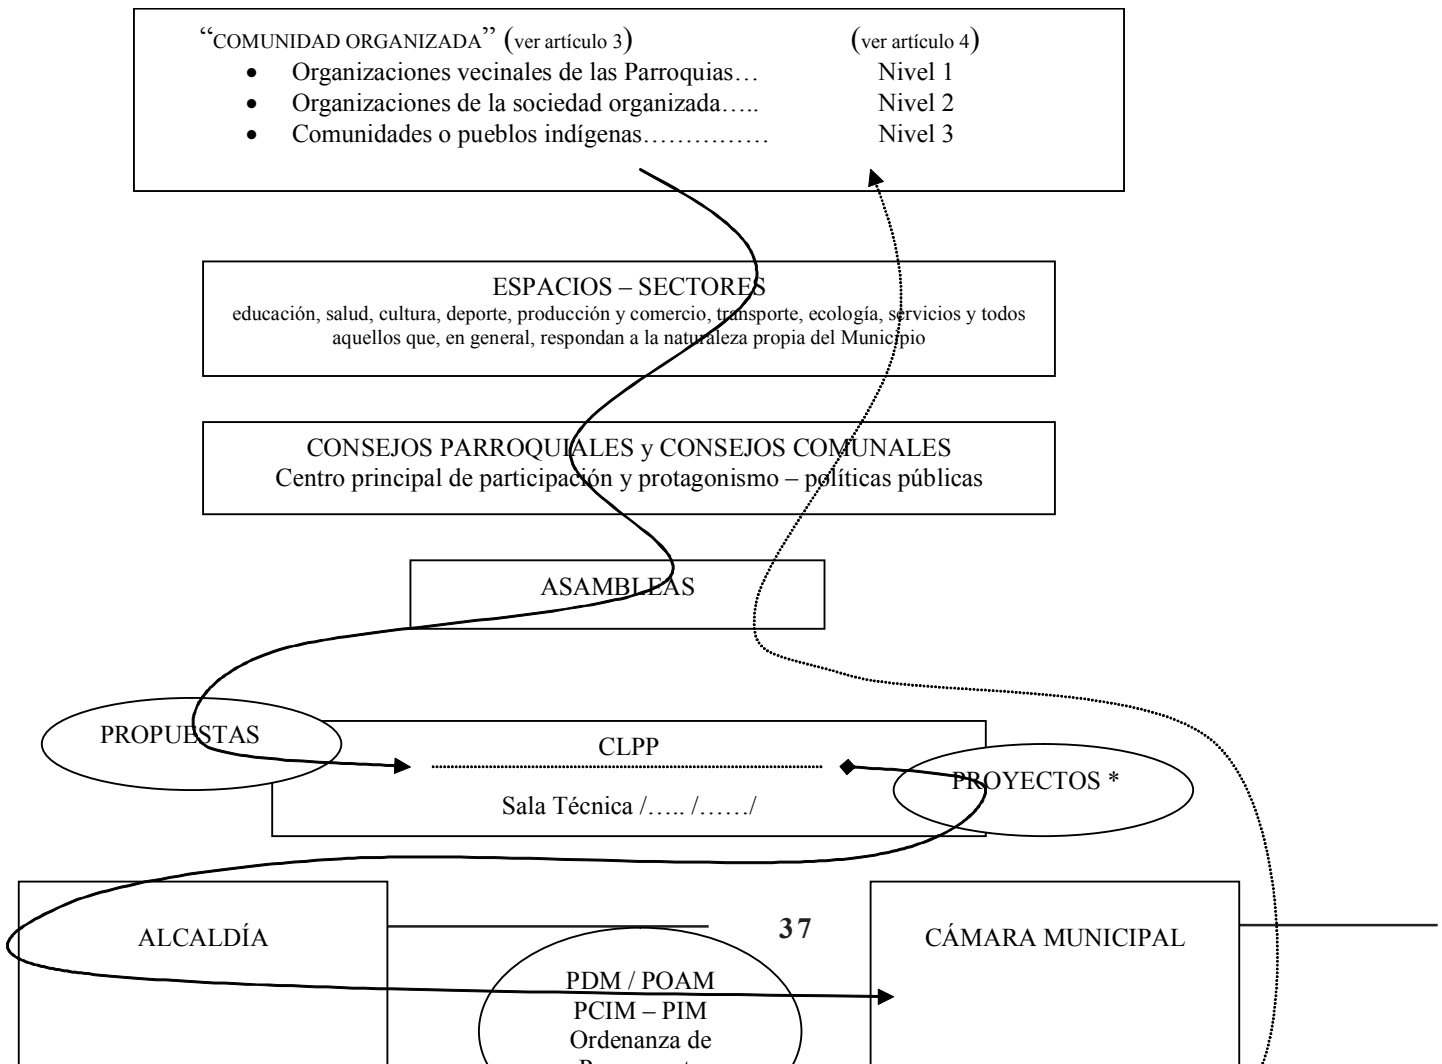 “COMUNIDAD ORGANIZADA” (ver artículo 3) (ver artículo 4)
• Organizaciones vecinales de las Parroquias… Nivel 1
• Organizaciones de la sociedad organizada….. Nivel 2
• Comunidades o pueblos indígenas…………… Nivel 3
ESPACIOS – SECTORES
educación, salud, cultura, deporte, producción y comercio, transporte, ecología, servicios y todos
aquellos que, en general, respondan a la naturaleza propia del Municipio
CONSEJOS PARROQUIALES y CONSEJOS COMUNALES
Centro principal de participación y protagonismo – políticas públicas
ASAMBLEAS
PROPUESTAS
CLPP
PROYECTOS *
Sala Técnica /….. /……/
ALCALDÍA
37
CÁMARA MUNICIPAL
PDM / POAM
PCIM – PIM
Ordenanza de